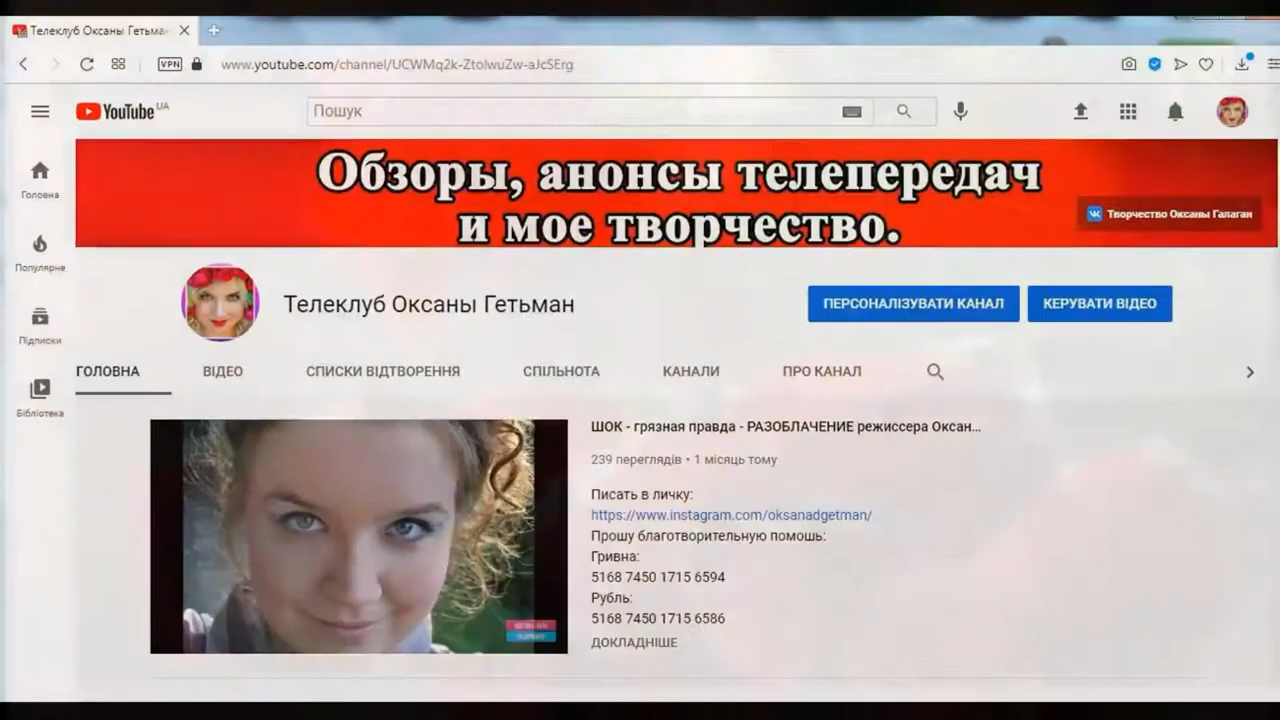 Телеклуб Оксаны Гетьман
VPN
www.youtube.com/channel/UCWMq2k-ZtolwuZw-aJcSErg
YouTube UA
Пошук
Обзоры, анонсы телепередач
и мое творчество.
Творчество Оксаны Галаган
Головна
Популярне
Підписки
Бібліотека
Телеклуб Оксаны Гетьман
ПЕРСОНАЛІЗУВАТИ КАНАЛ
КЕРУВАТИ ВІДЕО
ГОЛОВНА
ВІДЕО
СПИСКИ ВІДТВОРЕННЯ
СПІЛЬНОТА
КАНАЛИ
ПРО КАНАЛ
ШОК - грязная правда - РАЗОБЛАЧЕНИЕ режиссера Оксан...
239 переглядів • 1 місяць тому
Писать в личку:
https://www.instagram.com/oksanadgetman/
Прошу благотворительную помощь:
Гривна:
5168 7450 1715 6594
Рубль:
5168 7450 1715 6586
ДОКЛАДНІШЕ